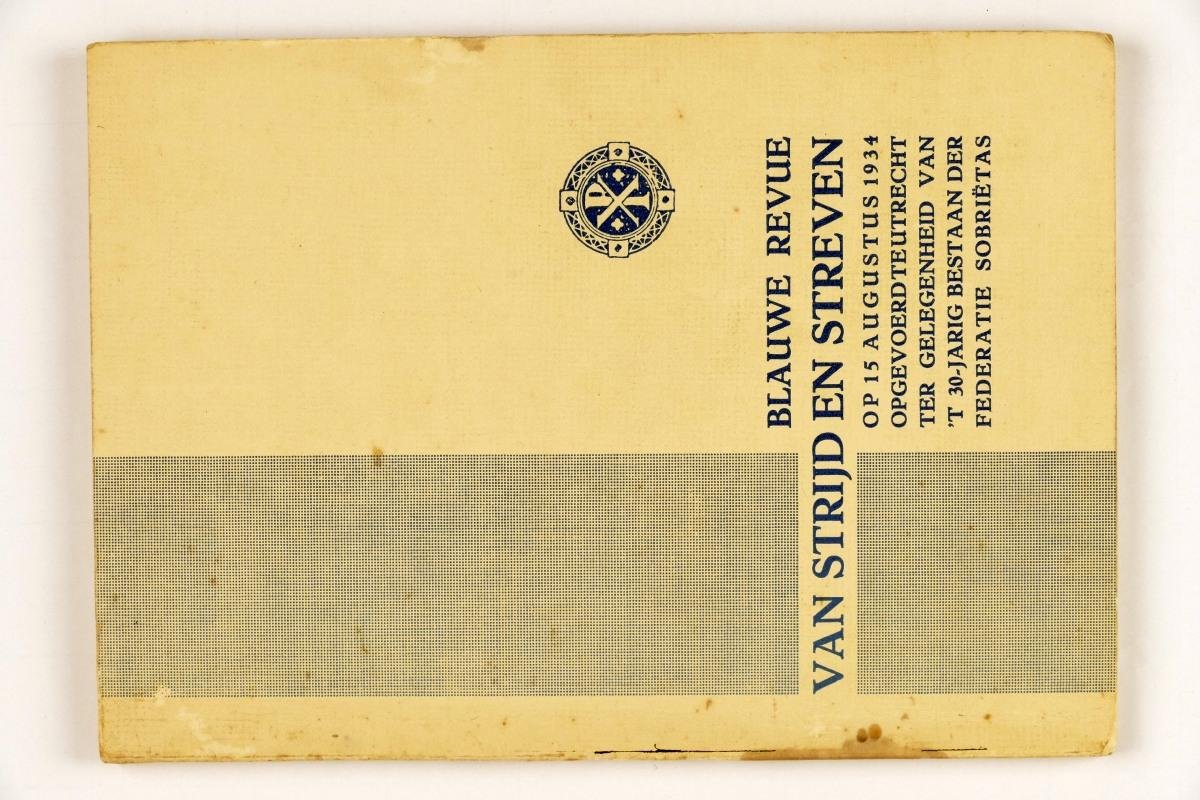 BLAUWE REVUE
VAN STRIJD EN STREVEN
OP 15 AUGUSTUS 1934
OPGEVOERD TE UTRECHT
TER GELEGENHEID VAN
'T 30-JARIG BESTAAN DER
FEDERATIE SOBRIËTAS